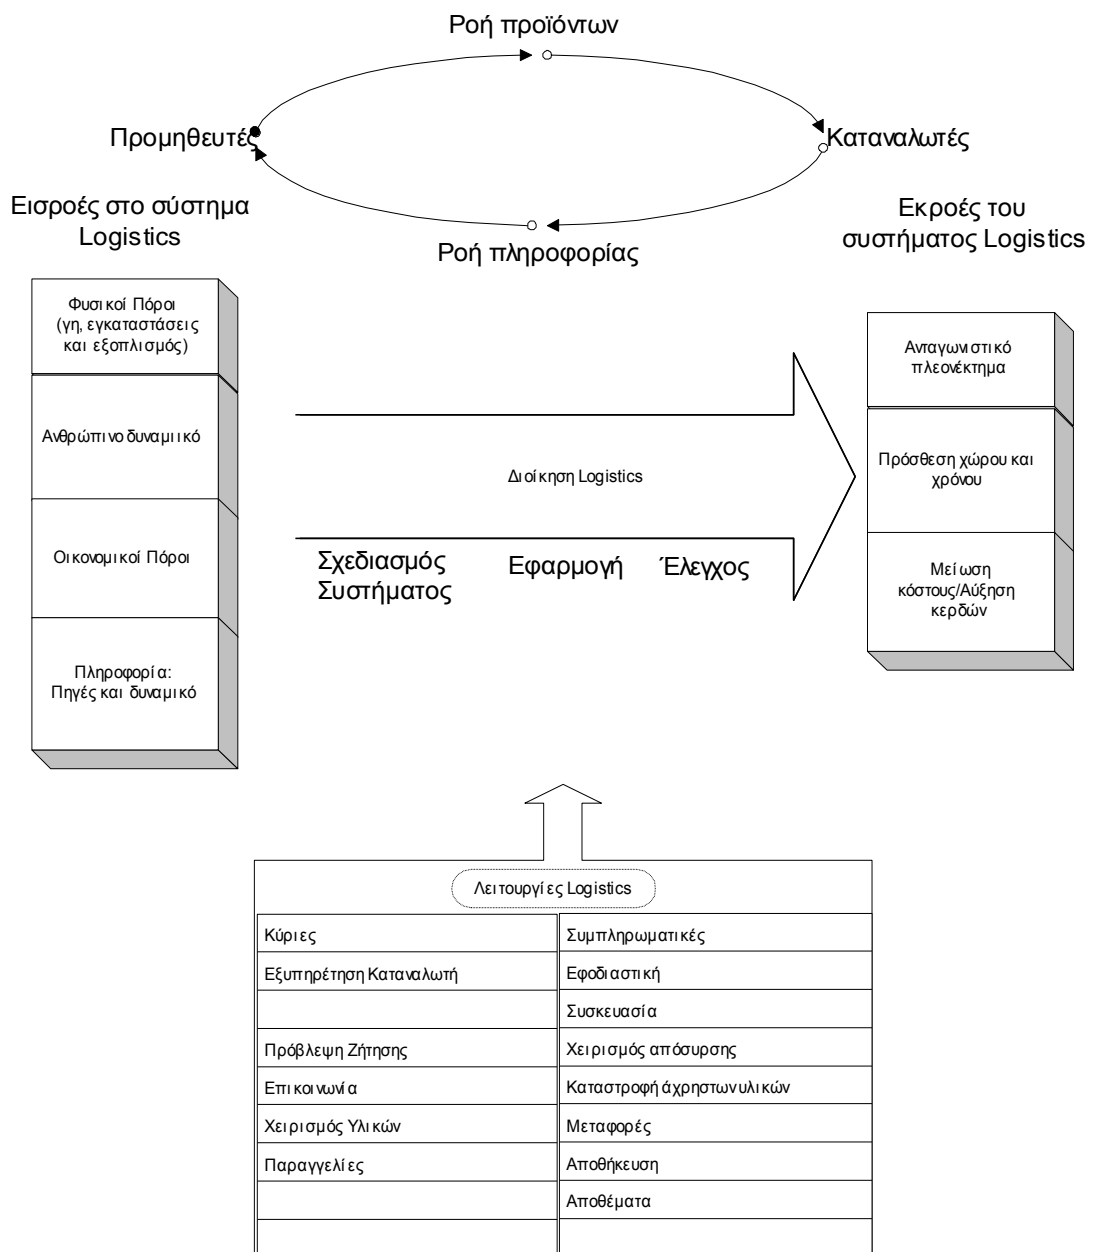 Ροή προϊόντων
Προμηθευτές
Καταναλωτές
Ροή πληροφορίας
Εισροές στο σύστημα
Logistics
Εκροές του
συστήματος Logistics
Φυσικοί Πόροι
(γη, εγκαταστάσεις
και εξοπλισμός)
Ανθρώπινο δυναμιικό
Οικονομικοί Πόροι
Πληροφορία:
Πηγές και δυναμικό
Διοίκηση Logistics
Σχεδιασμός
Συστήματος
Εφαρμογή
Έλεγχος
Ανταγωνιστικό
πλεονέκτημα
Πρόσθεση χώρου και
χρόνου
Μείωση
κόστους/Αύξηση
κερδών
Λειτουργίες Logistics
Κύριες
Συμπληρωματικές
Εξυπηρέτηση Καταναλωτή
Εφοδιαστική
Συσκευασία
Πρόβλεψη Ζήτησης
Χειρισμός απόσυρσης
Επικοινωνία
Καταστροφή άχρηστων υλικών
Χειρισμός Υλικών
Μεταφορές
Παραγγελίες
Αποθήκευση
Αποθέματα